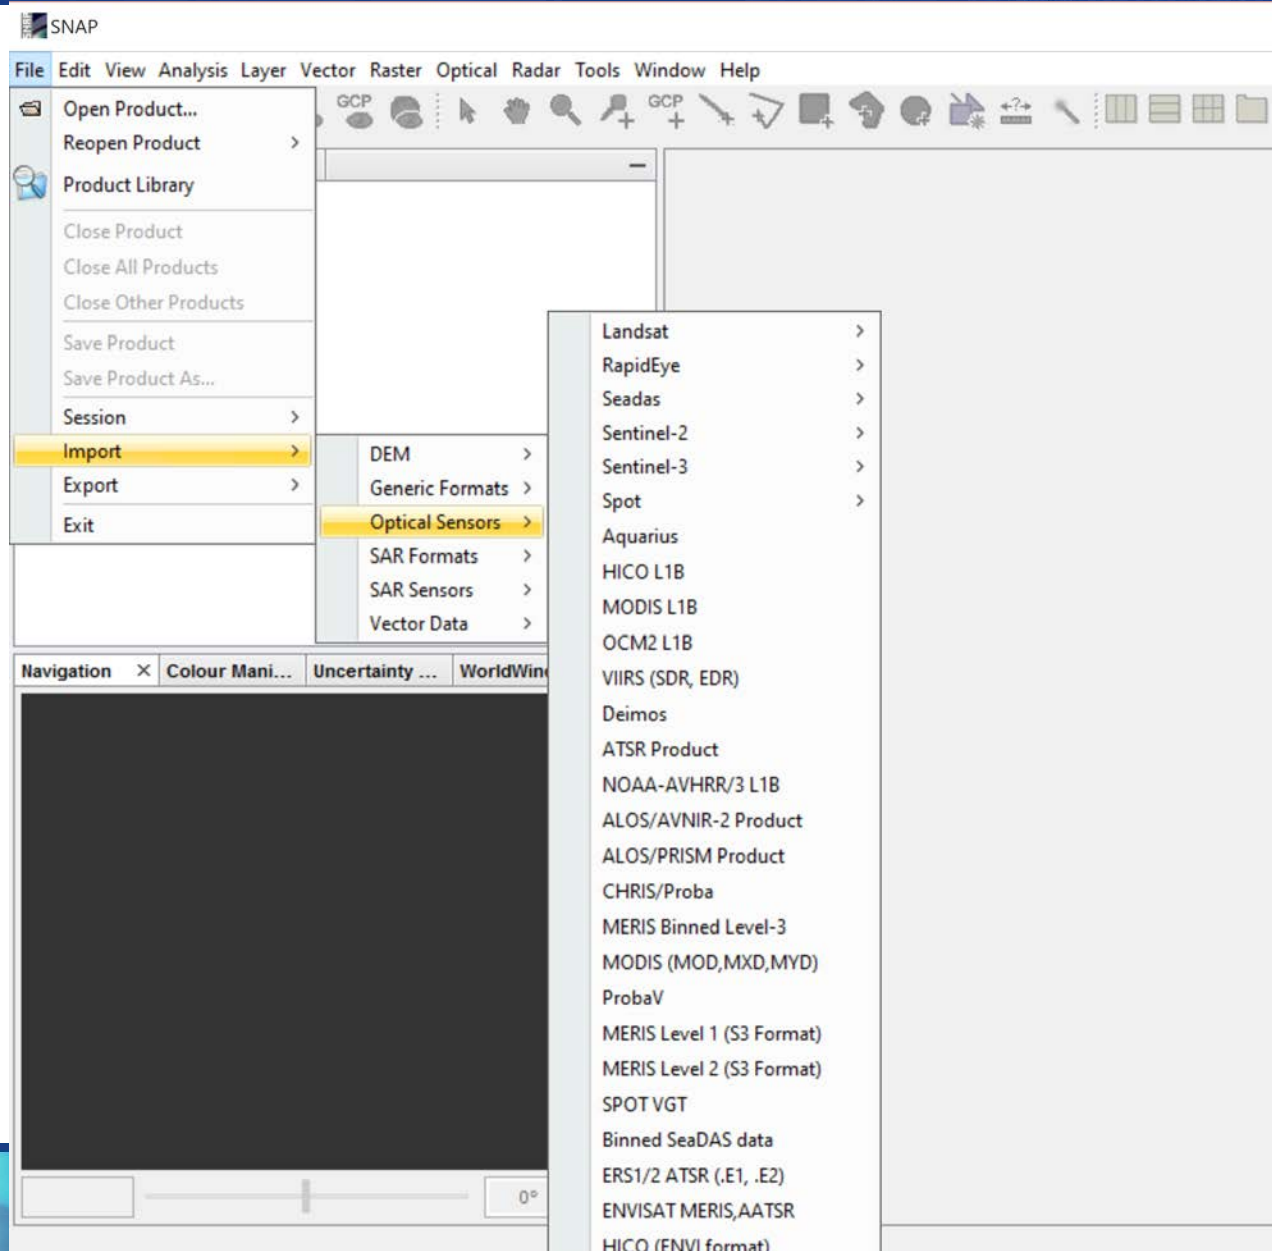 SNAP
File Edit View Analysis Layer Vector Raster Optical Radar Tools Window Help
GCP GCP
Open Product...
Reopen Product
Product Library
Close Product
Close All Products
Close Other Products
Save Product
Save Product As...
Session
Import
Export
Exit
DEM
Generic Formats
Optical Sensors
SAR Formats
SAR Sensors
Vector Data
Landsat
RapidEye
Seadas
Sentinel-2
Sentinel-3
Spot
Aquarius
HICO L1B
MODIS L1B
OCM2 L1B
VIIRS (SDR, EDR)
Deimos
ATSR Product
NOAA-AVHRR/3 L1B
ALOS/AVNIR-2 Product
ALOS/PRISM Product
CHRIS/Proba
MERIS Binned Level-3
MODIS (MOD,MXD,MYD)
ProbaV
MERIS Level 1 (S3 Format)
MERIS Level 2 (S3 Format)
SPOT VGT
Binned SeaDAS data
ERS1/2 ATSR (.E1, .E2)
ENVISAT MERIS,AATSR
HICO (ENVI format)
Navigation Colour Mani... Uncertainty ... WorldWin
0°